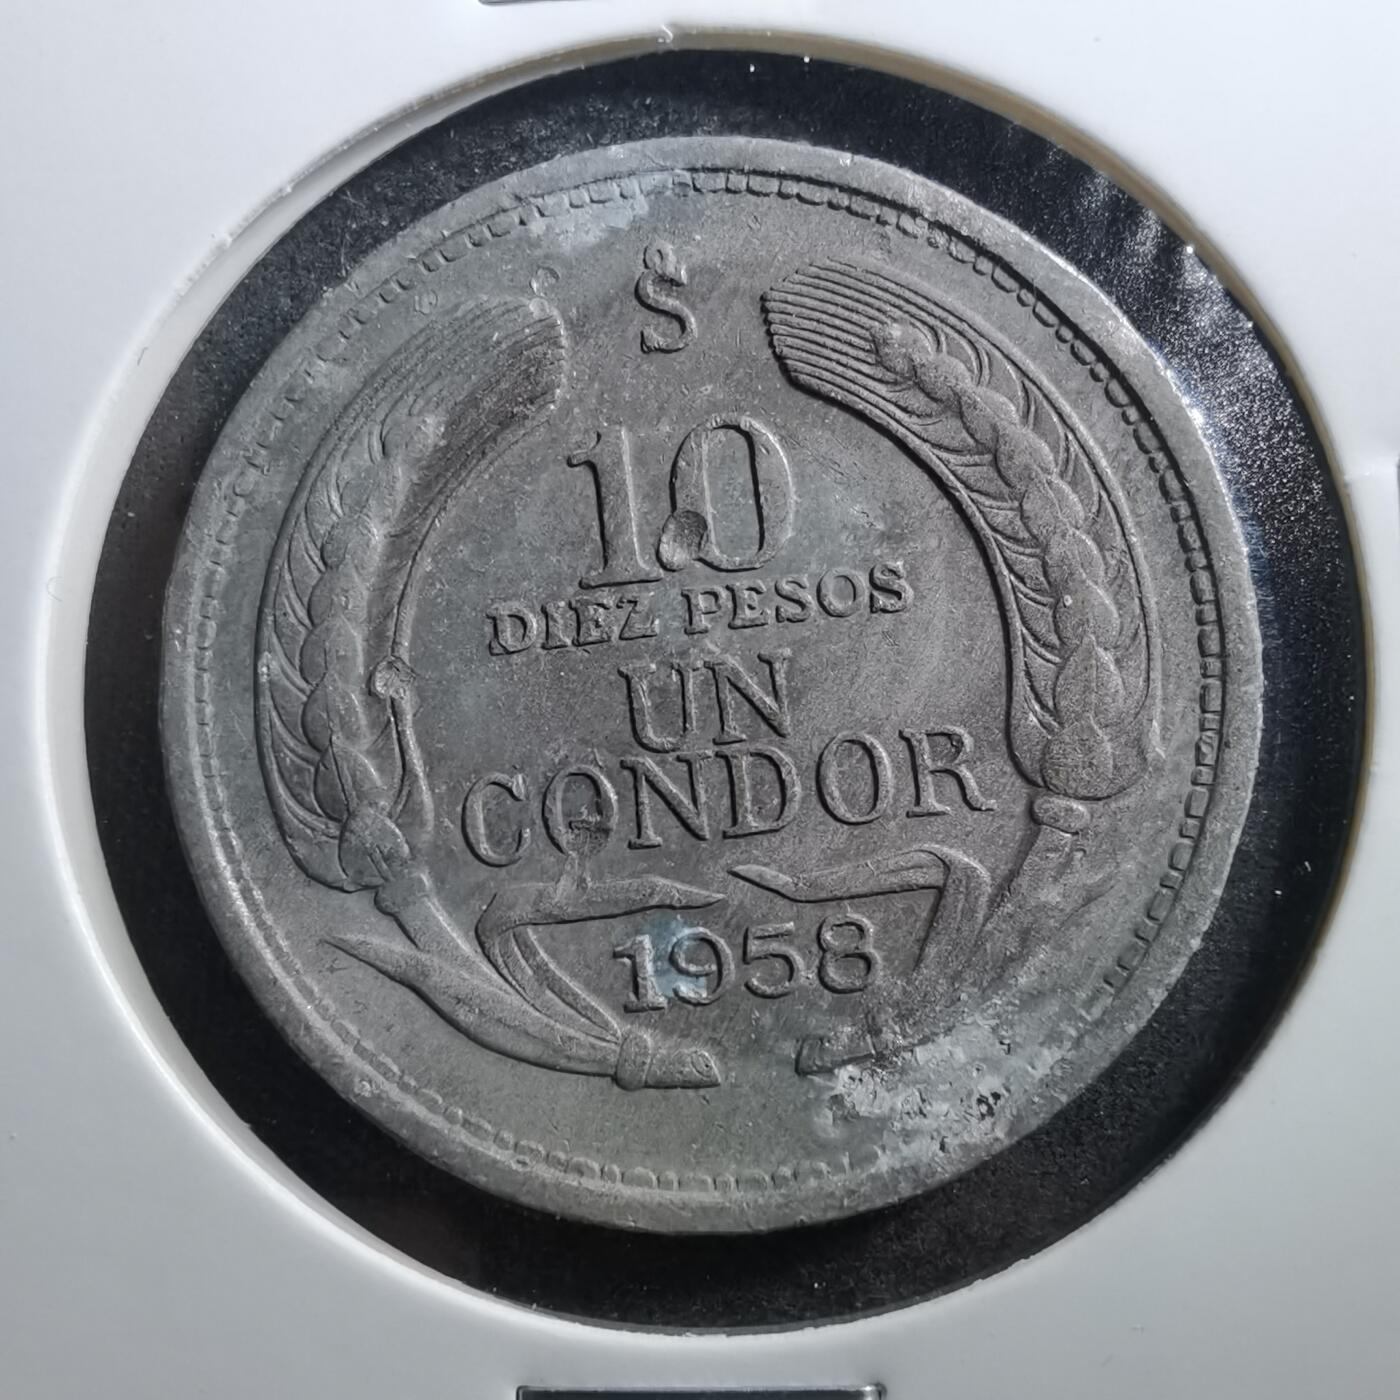 $
10
DIEZ PESOS
UN
CONDOR
1958